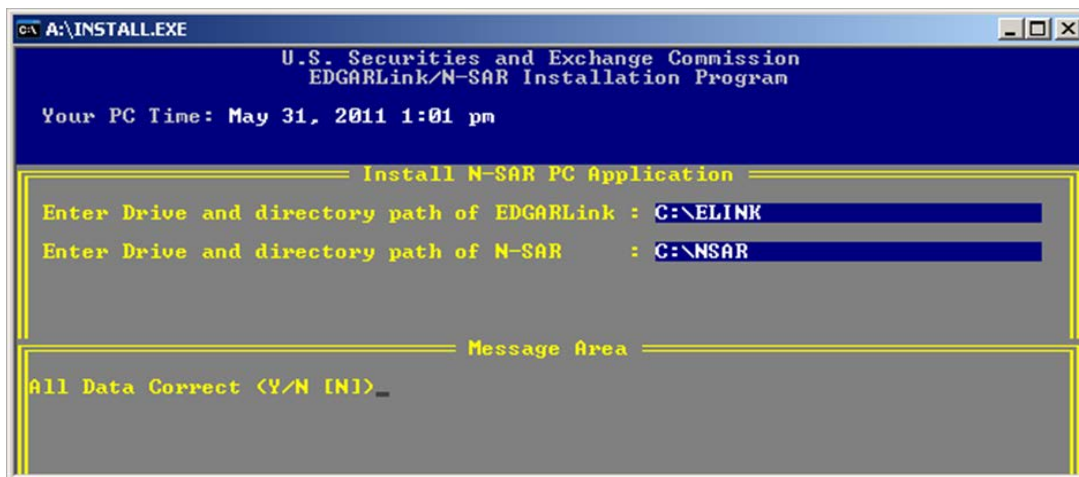 A:\INSTALL.EXE
U.S. Securities and Exchange Commission
EDGARLink/N-SAR Installation Program
Your PC Time: May 31, 2011 1:01 pm
Install N-SAR PC Application
Enter Drive and directory path of EDGARLink : C:\ELINK
Enter Drive and directory path of N-SAR : C:\NSAR
Message Area
All Data Correct (Y/N [N])_